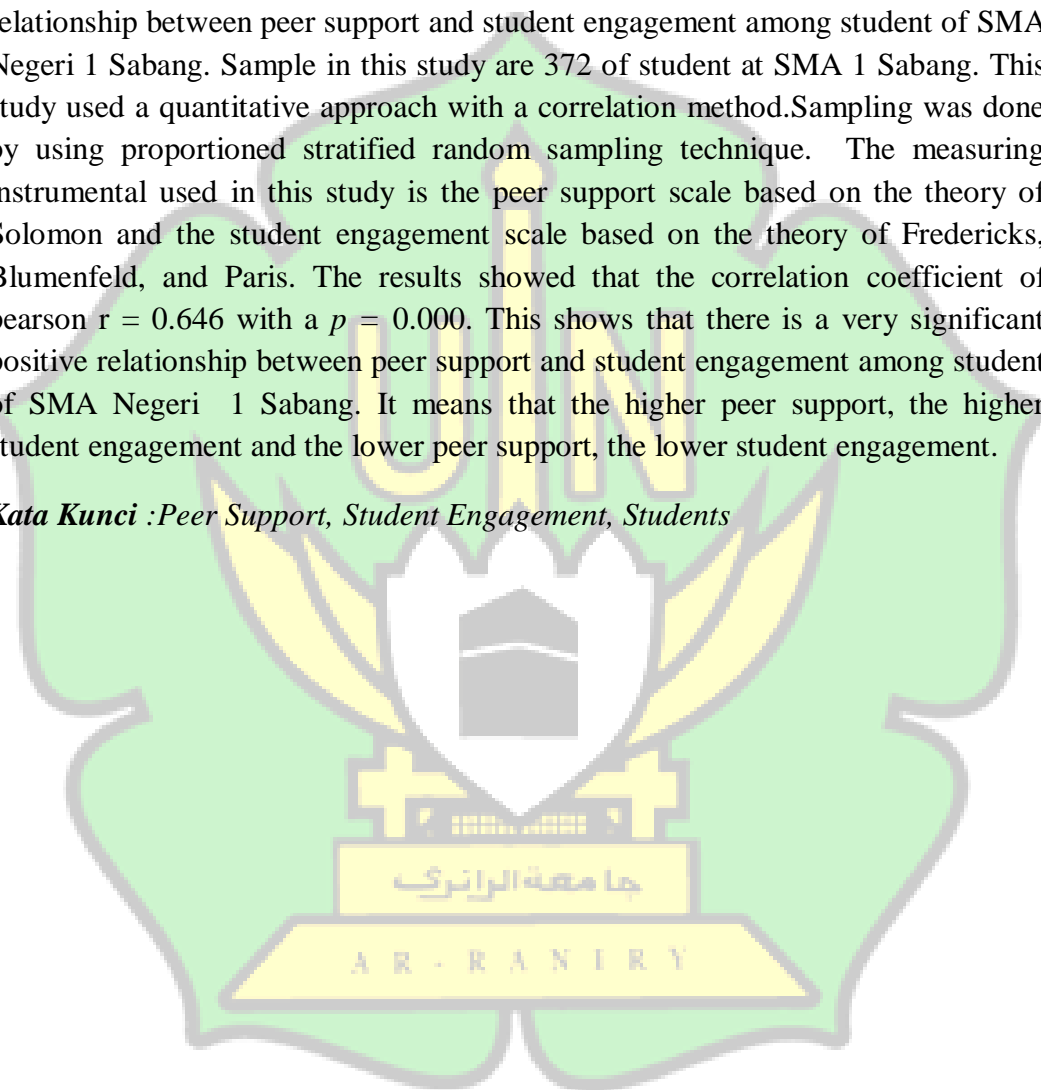 relationship between peer support and student engagement among student of SMA
Negeri 1 Sabang. Sample in this study are 372 of student at SMA 1 Sabang. This
study used a quantitative approach with a correlation method.Sampling was done
by using proportioned stratified random sampling technique. The measuring
instrumental used in this study is the peer support scale based on the theory of
Solomon and the student engagement scale based on the theory of Fredericks,
Blumenfeld, and Paris. The results showed that the correlation coefficient of
pearson r = 0.646 with a p = 0.000. This shows that there is a very significant
positive relationship between peer support and student engagement among student
of SMA Negeri 1 Sabang. It means that the higher peer support, the higher
student engagement and the lower peer support, the lower student engagement.
Kata Kunci :Peer Support, Student Engagement, Students
UIN
جامعة الرانري
AR-RANIRY